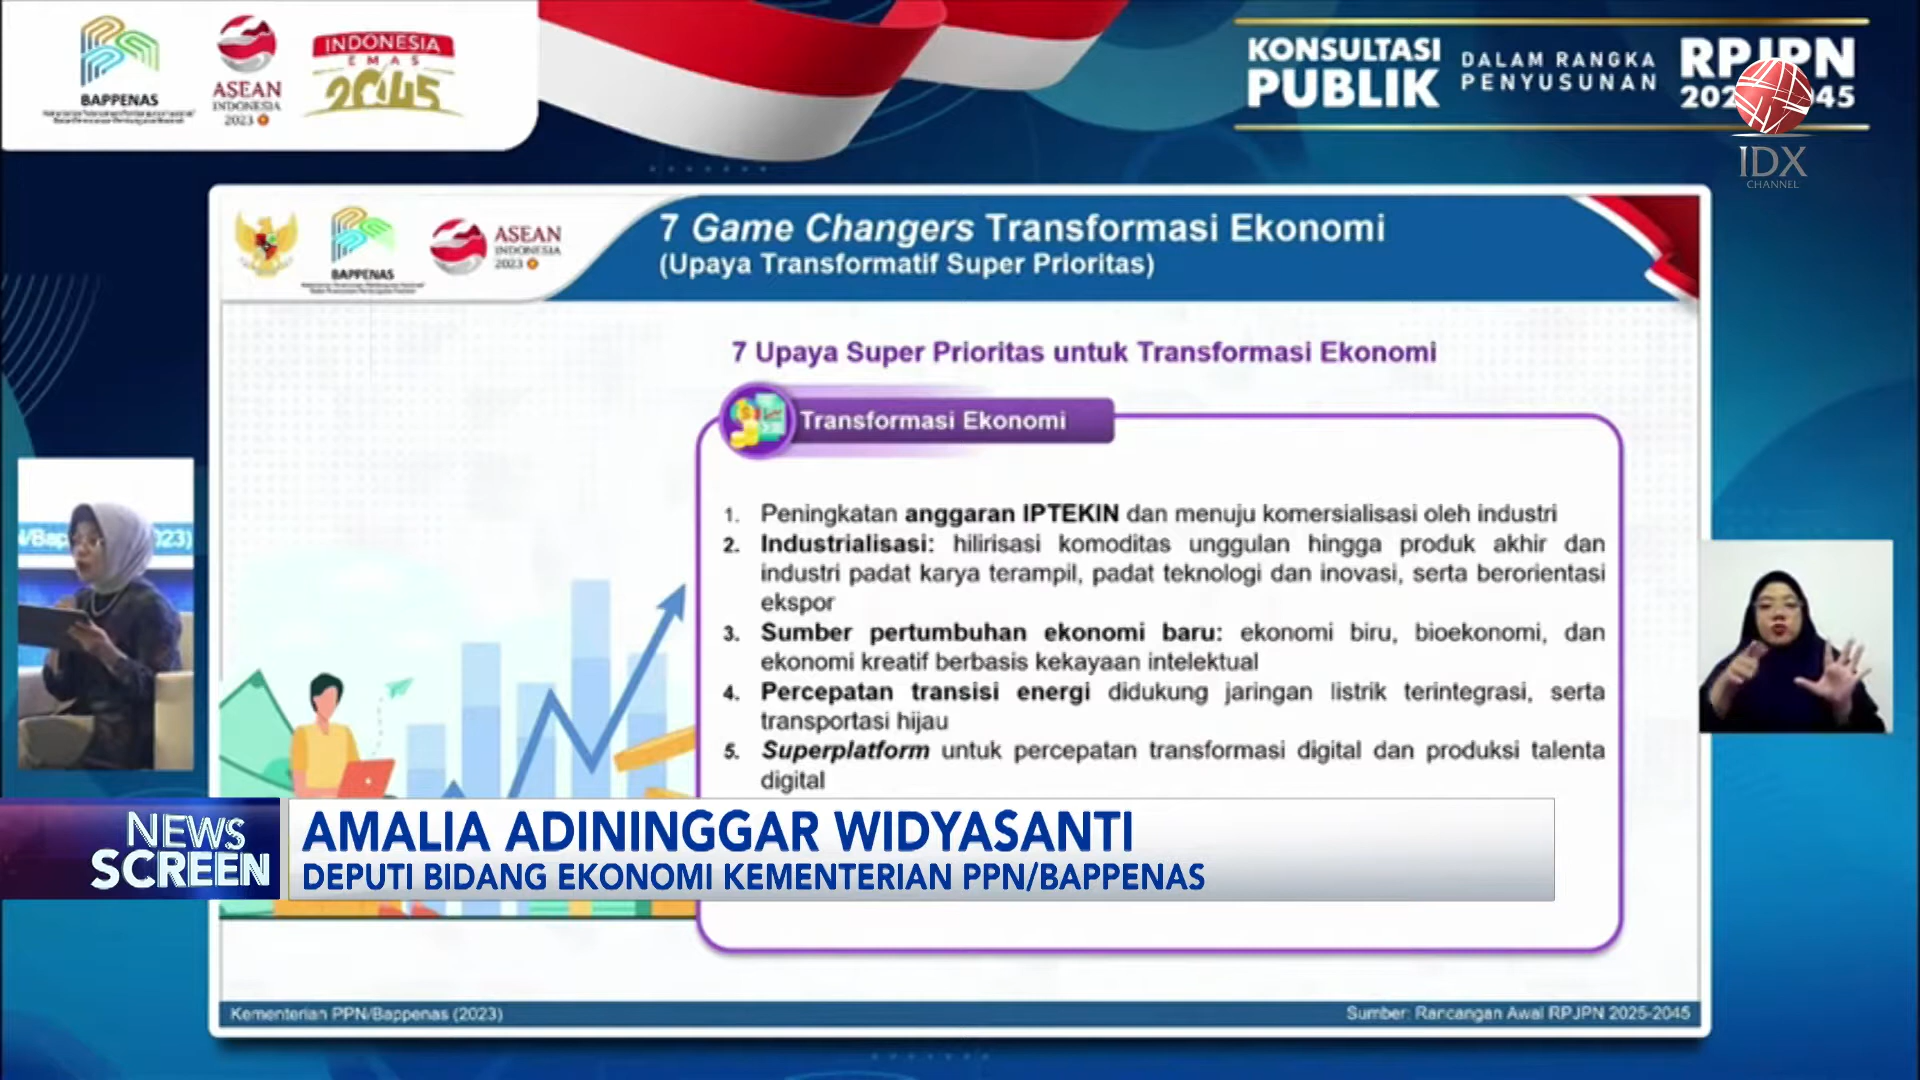 BAPPENAS
ASEAN
INDONESIA
2023
INDONESIA
EMAS
2045
KONSULTASI
PUBLIK
DALAM RANGKA
PENYUSUNAN
RPJPN
IDX
CHANNEL
BAPPENAS
ASEAN
INDONESIA
2023
7 Game Changers Transformasi Ekonomi
(Upaya Transformatif Super Prioritas)
7 Upaya Super Prioritas untuk Transformasi Ekonomi
Transformasi Ekonomi
1. Peningkatan anggaran IPTEKIN dan menuju komersialisasi oleh industri
2. Industrialisasi: hilirisasi komoditas unggulan hingga produk akhir dan
industri padat karya terampil, padat teknologi dan inovasi, serta berorientasi
ekspor
3. Sumber pertumbuhan ekonomi baru: ekonomi biru, bioekonomi, dan
ekonomi kreatif berbasis kekayaan intelektual
4. Percepatan transisi energi didukung jaringan listrik terintegrasi, serta
transportasi hijau
5. Superplatform untuk percepatan transformasi digital dan produksi talenta
digital
NEWS
SCREEN
AMALIA ADININGGAR WIDYASANTI
DEPUTI BIDANG EKONOMI KEMENTERIAN PPN/BAPPENAS
Kementerian PPN/Bappenas (2023)
Sumber: Rancangan Awal RPJPN 2025-2045